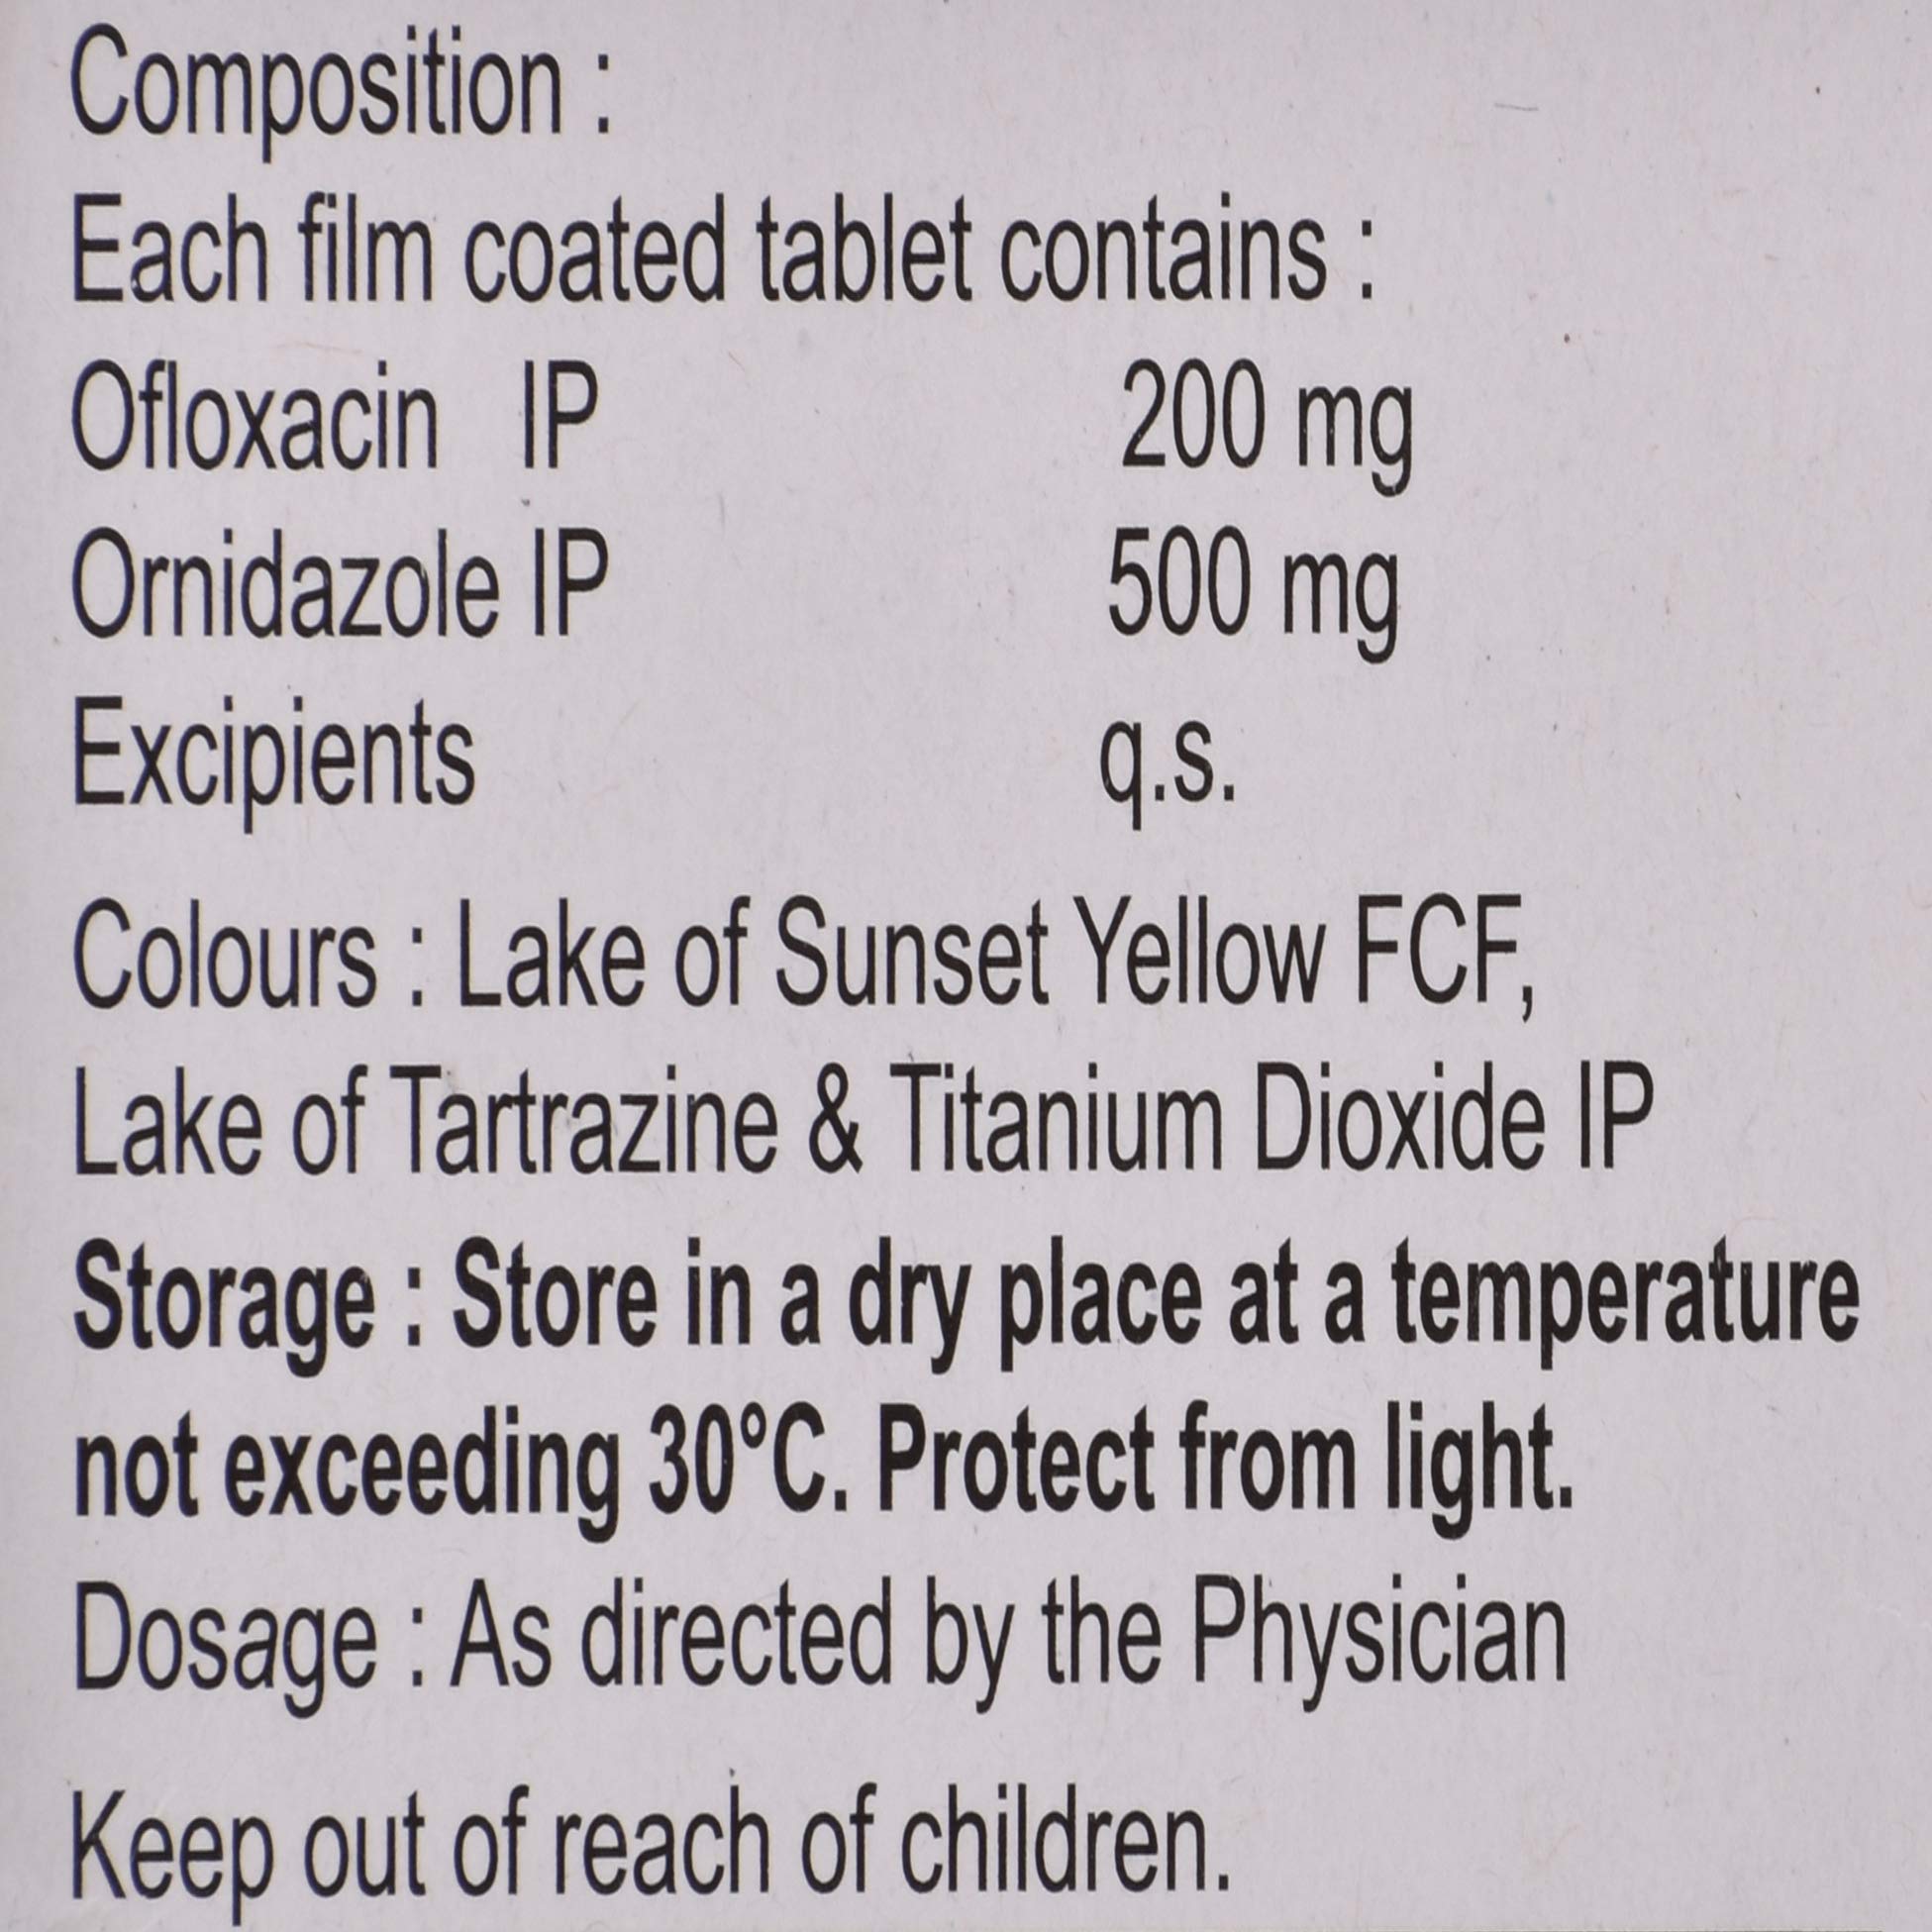 Composition :
Each film coated tablet contains :
Ofloxacin IP 200 mg
Ornidazole IP 500 mg
Excipients q.s.
Colours : Lake of Sunset Yellow FCF,
Lake of Tartrazine & Titanium Dioxide IP
Storage : Store in a dry place at a temperature
not exceeding 30°C. Protect from light.
Dosage : As directed by the Physician
Keep out of reach of children.